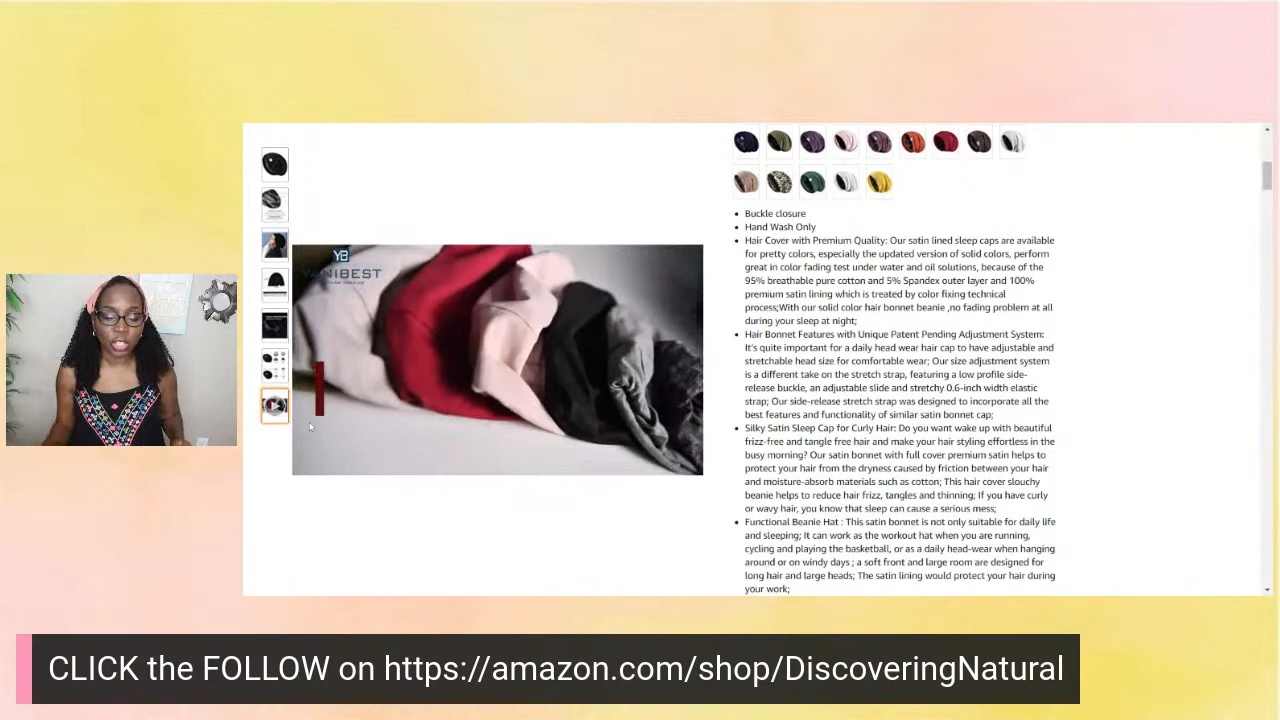 YB
YANIBEST
Buckle closure
Hand Wash Only
Hair Cover with Premium Quality: Our satin lined sleep caps are available
for pretty colors, especially the updated version of solid colors, perform
great in color fading test under water and oil solutions, because of the
95% breathable pure cotton and 5% Spandex outer layer and 100%
premium satin lining which is treated by color fixing technical
process;With our solid color hair bonnet beanie ,no fading problem at all
during your sleep at night;
Hair Bonnet Features with Unique Patent Pending Adjustment System:
It's quite important for a daily head wear hair cap to have adjustable and
stretchable head size for comfortable wear; Our size adjustment system
is a different take on the stretch strap, featuring a low profile side-
release buckle, an adjustable slide and stretchy 0.6-inch width elastic
strap; Our side-release stretch strap was designed to incorporate all the
best features and functionality of similar satin bonnet cap;
Silky Satin Sleep Cap for Curly Hair: Do you want wake up with beautiful
frizz-free and tangle free hair and make your hair styling effortless in the
busy morning? Our satin bonnet with full cover premium satin helps to
protect your hair from the dryness caused by friction between your hair
and moisture-absorb materials such as cotton; This hair cover slouchy
beanie helps to reduce hair frizz, tangles and thinning; If you have curly
or wavy hair, you know that sleep can cause a serious mess;
Functional Beanie Hat : This satin bonnet is not only suitable for daily life
and sleeping; It can work as the workout hat when you are running,
cycling and playing the basketball, or as a daily head-wear when hanging
around or on windy days ; a soft front and large room are designed for
long hair and large heads; The satin lining would protect your hair during
your work;
CLICK the FOLLOW on https://amazon.com/shop/DiscoveringNatural